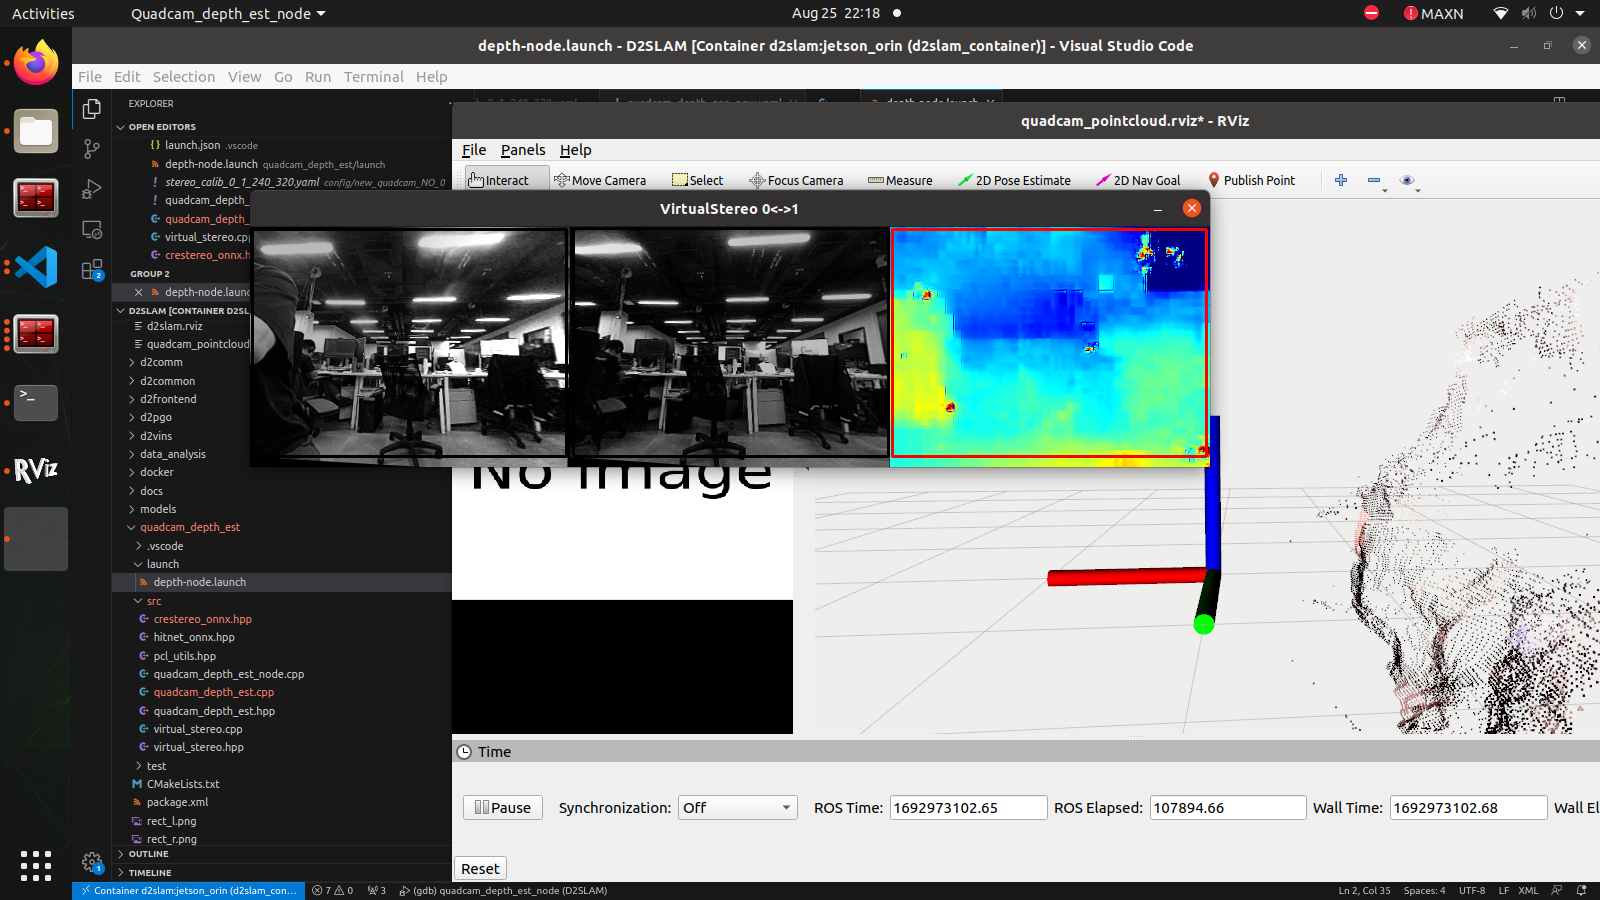 Activities
Quadcam_depth_est_node
Aug 25 22:18
MAXN
depth-node.launch - D2SLAM [Container d2slam:jetson_orin (d2slam_container)] - Visual Studio Code
File Edit Selection View Go Run Terminal Help
EXPLORER
OPEN EDITORS
launch.json .vscode
depth-node.launch quadcam_depth_est/launch
stereo_calib_0_1_240_320.yaml config/new_quadcam_NO_0
quadcam_depth_
quadcam_depth_
virtual_stereo.cpp
crestereo_onnx.h
GROUP 2
depth-node.launc
D2SLAM [CONTAINER D2SL
d2slam.rviz
quadcam_pointcloud
d2comm
d2common
d2frontend
d2pgo
d2vins
data_analysis
docker
docs
models
quadcam_depth_est
.vscode
launch
depth-node.launch
src
crestereo_onnx.hpp
hitnet_onnx.hpp
pcl_utils.hpp
quadcam_depth_est_node.cpp
quadcam_depth_est.cpp
quadcam_depth_est.hpp
virtual_stereo.cpp
virtual_stereo.hpp
test
CMakeLists.txt
package.xml
rect_l.png
rect_r.png
OUTLINE
TIMELINE
quadcam_pointcloud.rviz* - RViz
File Panels Help
Interact Move Camera Select Focus Camera Measure 2D Pose Estimate 2D Nav Goal Publish Point
VirtualStereo 0<->1
No Image
Time
Pause Synchronization: Off ROS Time: 1692973102.65 ROS Elapsed: 107894.66 Wall Time: 1692973102.68 Wall El
Reset
RViz
2
1
Container d2slam:jetson_orin (d2slam_con... 7 0 3 (gdb) quadcam_depth_est_node (D2SLAM) Ln 2, Col 35 Spaces: 4 UTF-8 LF XML